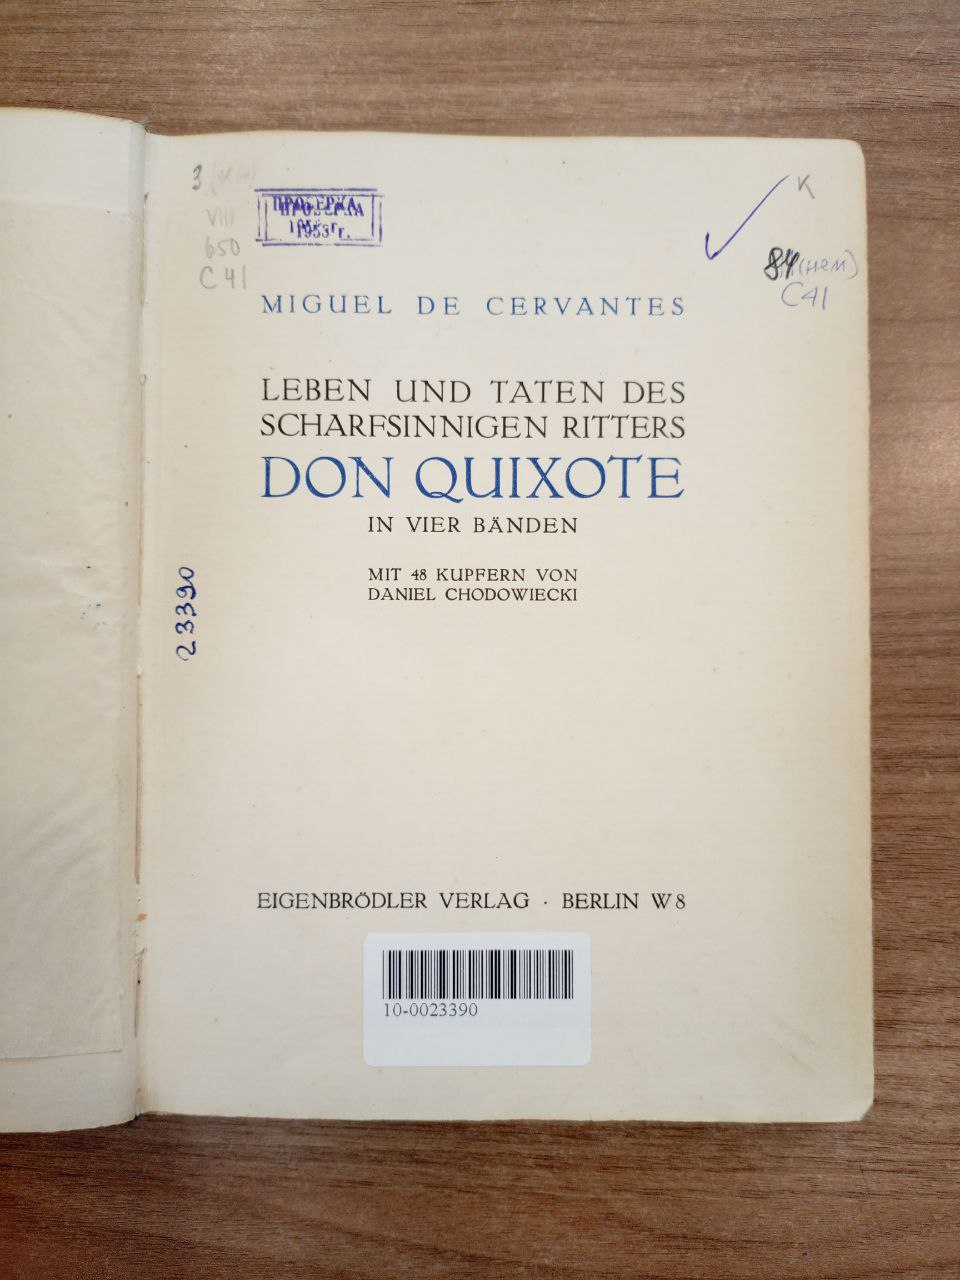 3
VIII
650
C 41
ПРОВЕРКА
1953 г.
K
84(нем)
C41
MIGUEL DE CERVANTES
LEBEN UND TATEN DES
SCHARFSINNIGEN RITTERS
DON QUIXOTE
IN VIER BÄNDEN
MIT 48 KUPFERN VON
DANIEL CHODOWIECKI
23390
EIGENBRÖDLER VERLAG · BERLIN W 8
10-0023390